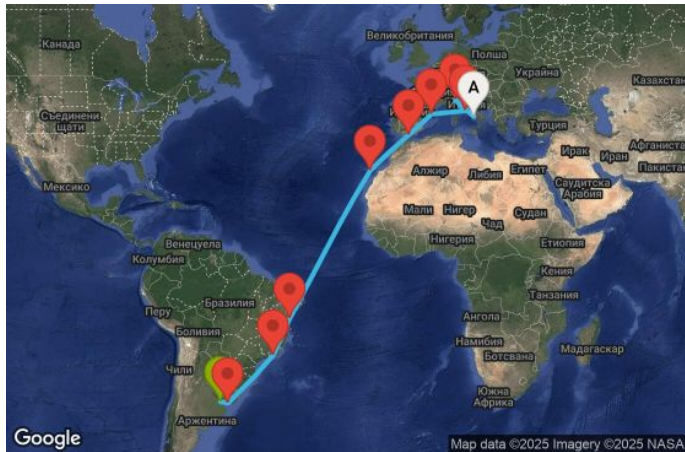 Канада
Великобритания
Полша
Украйна
Казахстан
Съединени
щати
Турция
Ирак
Иран
Афганистан
Пакистан
Мексико
Алжир
Либия
Египет
Саудитска
Арабия
Мали
Нигер
Чад
Судан
Венецуела
Нигерия
Етиопия
Колумбия
Кения
Перу
Бразилия
Танзания
Боливия
Ангола
Намибия
Мадагаскар
Ботсвана
Чили
Южна
Африка
Аржентина
A
Google
Map data ©2025 Imagery ©2025 NASA